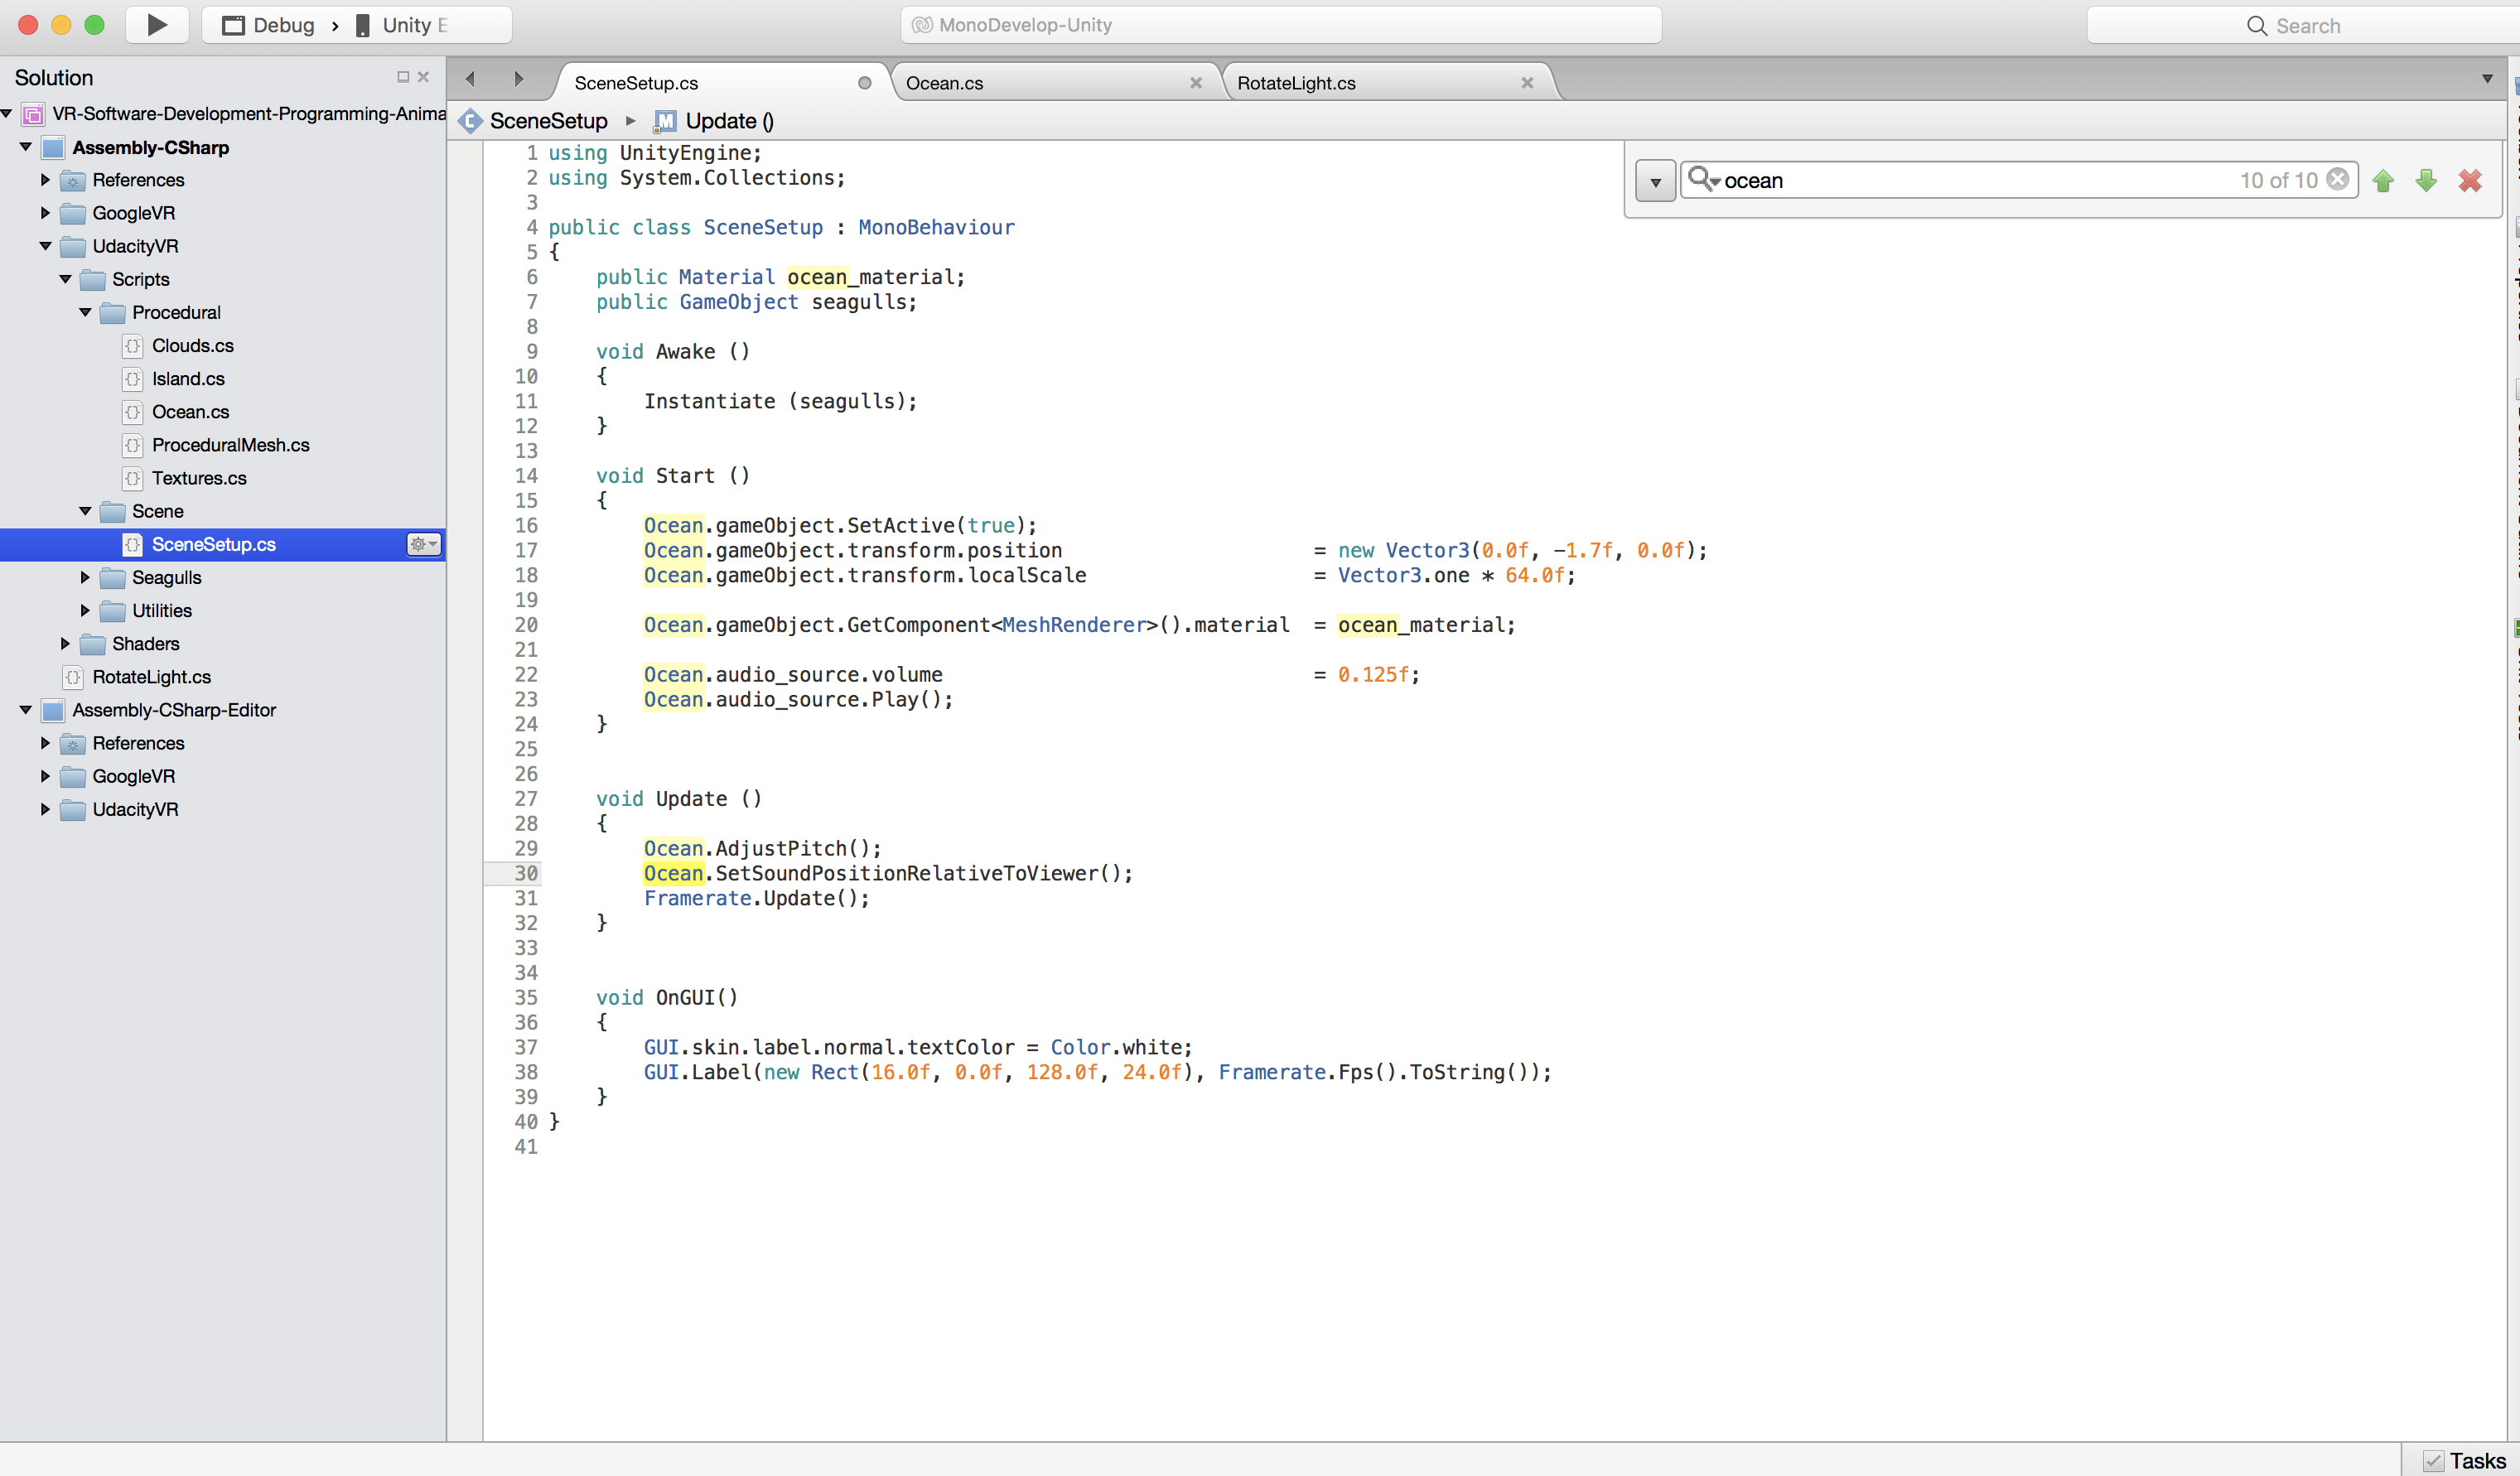 Debug › Unity E
MonoDevelop-Unity
Search
Solution
SceneSetup.cs
Ocean.cs
RotateLight.cs
VR-Software-Development-Programming-Anima
SceneSetup
Update ()
Assembly-CSharp
References
GoogleVR
UdacityVR
Scripts
Procedural
Clouds.cs
Island.cs
Ocean.cs
ProceduralMesh.cs
Textures.cs
Scene
SceneSetup.cs
Seagulls
Utilities
Shaders
RotateLight.cs
Assembly-CSharp-Editor
References
GoogleVR
UdacityVR
ocean 10 of 10
1 using UnityEngine;
2 using System.Collections;
3
4 public class SceneSetup : MonoBehaviour
5 {
6 public Material ocean_material;
7 public GameObject seagulls;
8
9 void Awake ()
10 {
11 Instantiate (seagulls);
12 }
13
14 void Start ()
15 {
16 Ocean.gameObject.SetActive(true);
17 Ocean.gameObject.transform.position = new Vector3(0.0f, -1.7f, 0.0f);
18 Ocean.gameObject.transform.localScale = Vector3.one * 64.0f;
19
20 Ocean.gameObject.GetComponent<MeshRenderer>().material = ocean_material;
21
22 Ocean.audio_source.volume = 0.125f;
23 Ocean.audio_source.Play();
24 }
25
26
27 void Update ()
28 {
29 Ocean.AdjustPitch();
30 Ocean.SetSoundPositionRelativeToViewer();
31 Framerate.Update();
32 }
33
34
35 void OnGUI()
36 {
37 GUI.skin.label.normal.textColor = Color.white;
38 GUI.Label(new Rect(16.0f, 0.0f, 128.0f, 24.0f), Framerate.Fps().ToString());
39 }
40 }
41
Tasks